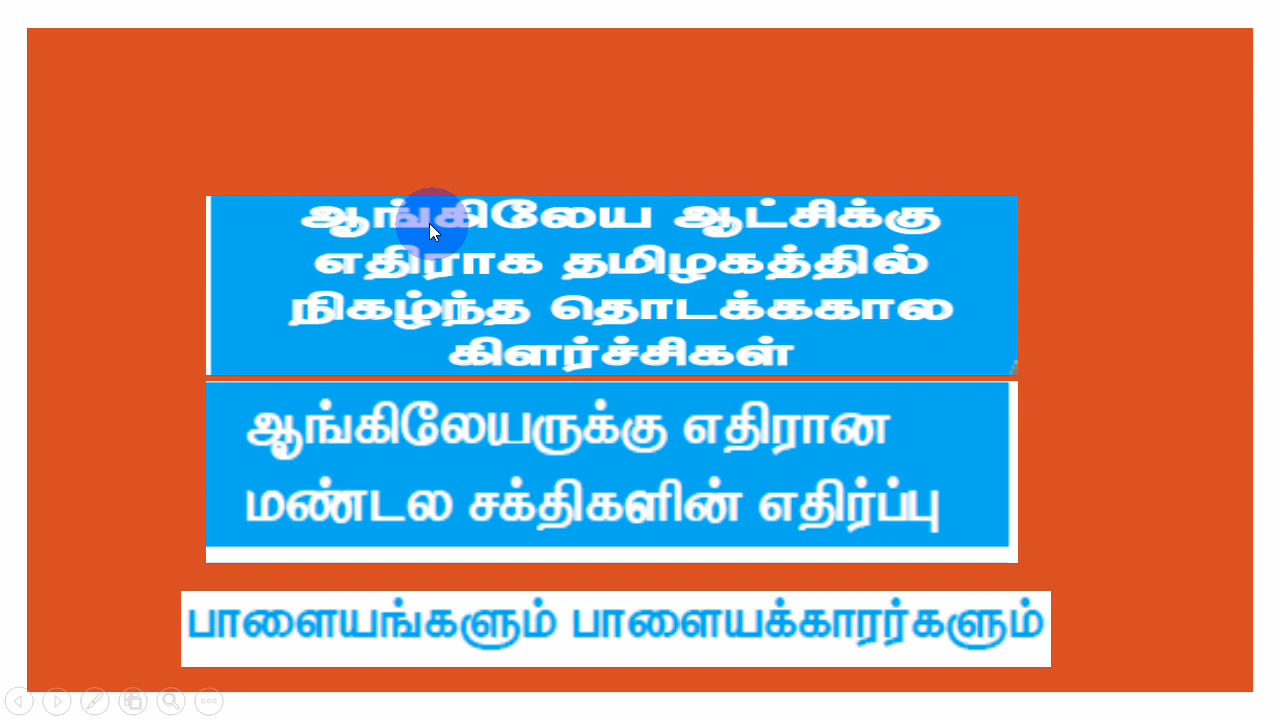 ஆங்கிலேய ஆட்சிக்கு
எதிராக தமிழகத்தில்
நிகழ்ந்த தொடக்ககால
கிளர்ச்சிகள்
ஆங்கிலேயருக்கு எதிரான
மண்டல சக்திகளின் எதிர்ப்பு
பாளையங்களும் பாளையக்காரர்களும்